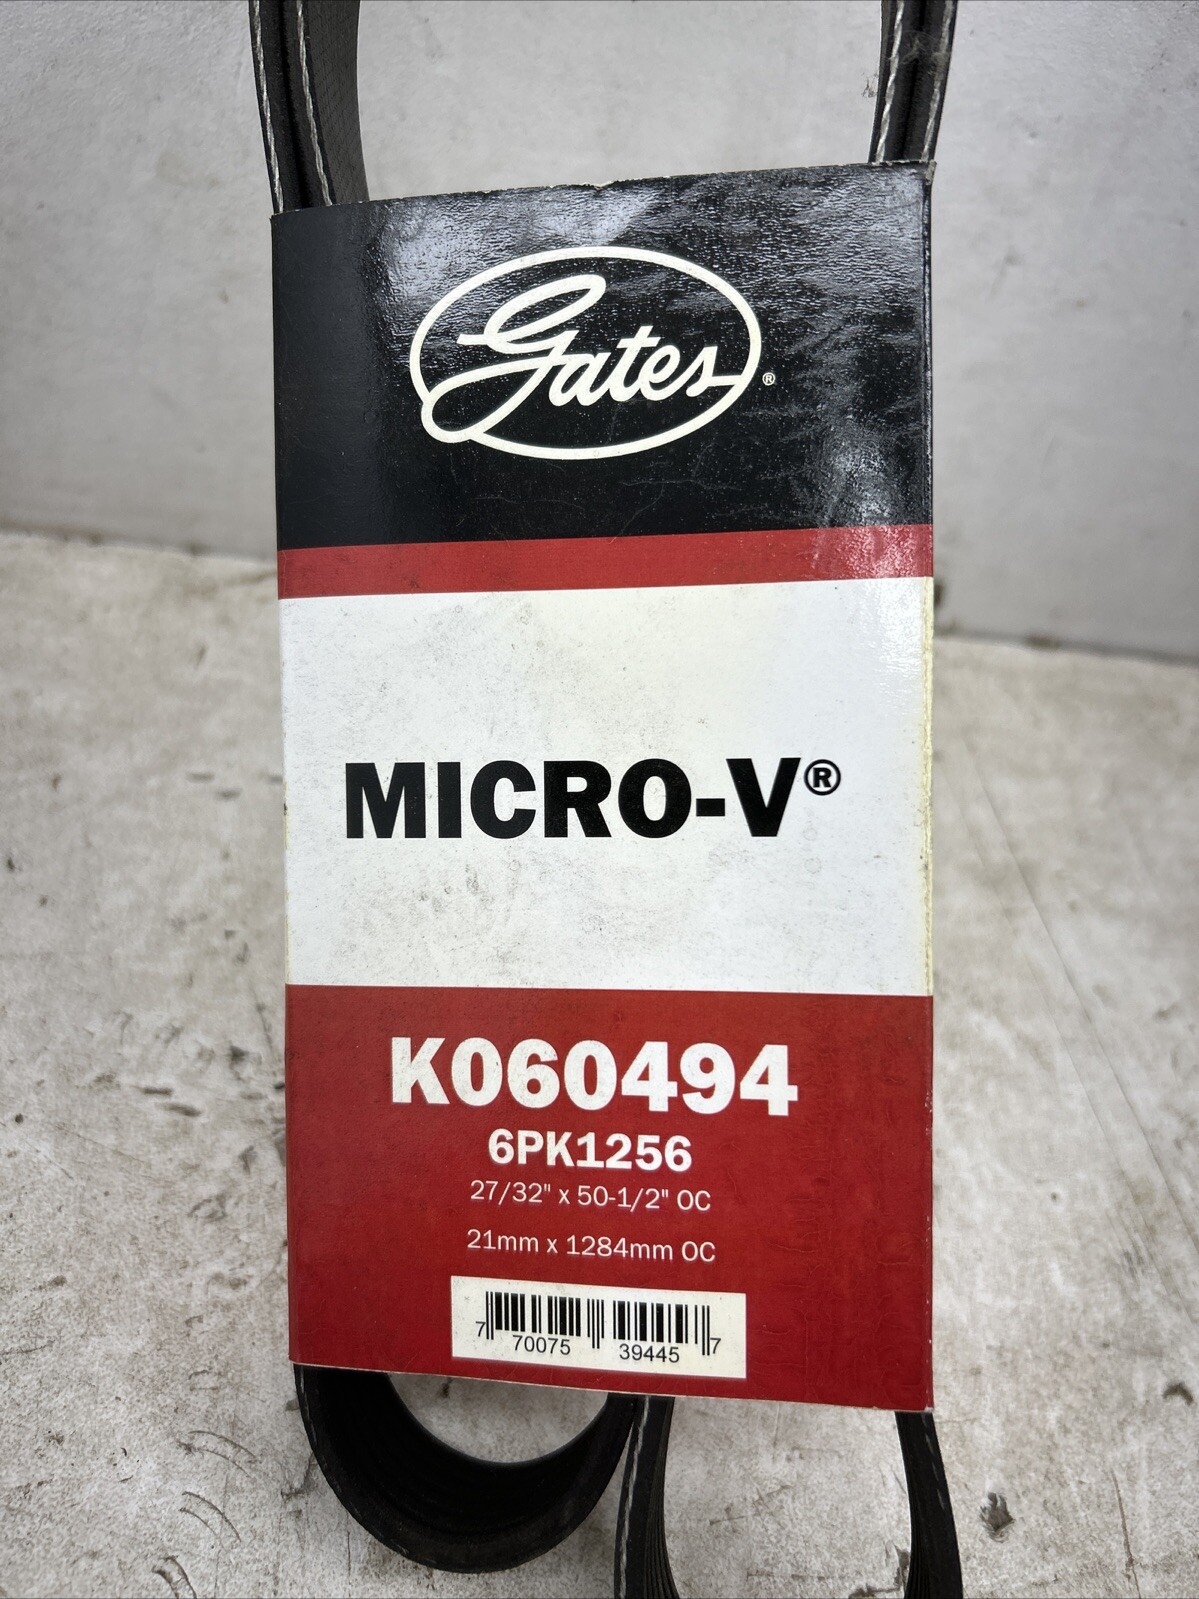 Gates®
MICRO-V®
K060494
6PK1256
27/32" x 50-1/2" OC
21mm x 1284mm OC
7 70075 39445 7